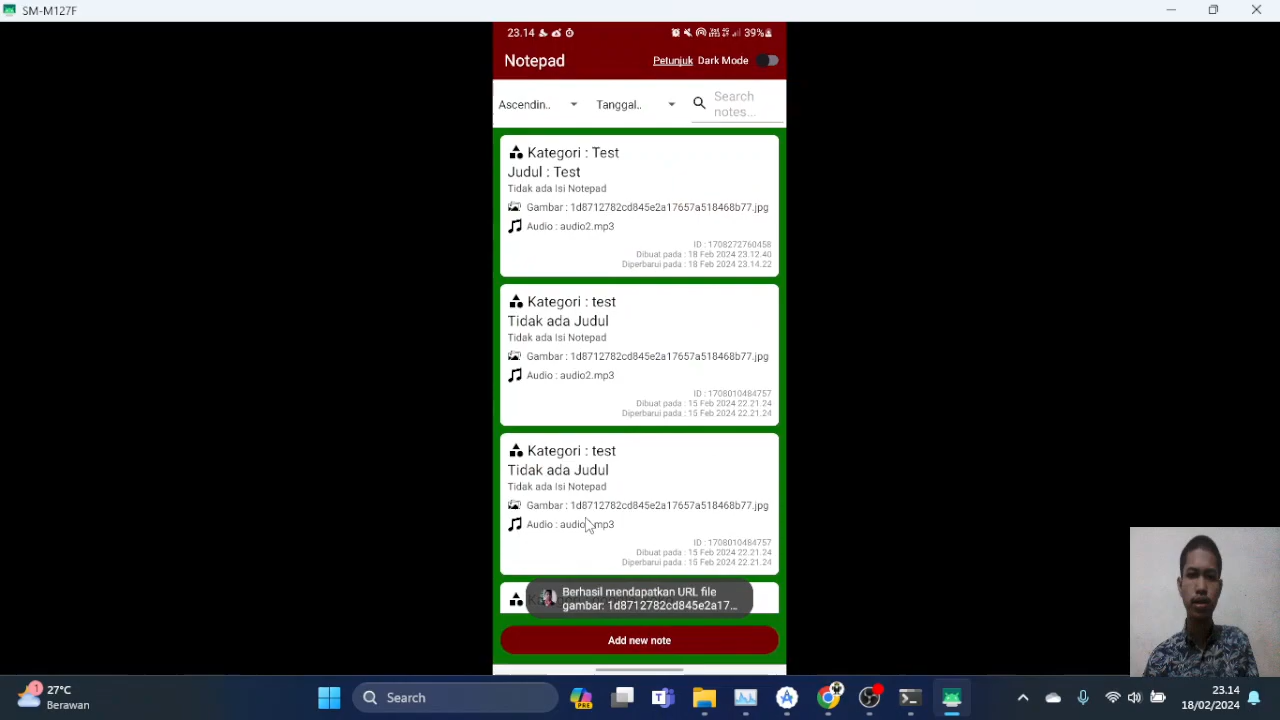 SM-M127F
23.14
39%
Notepad
Petunjuk
Dark Mode
Ascendin..
Tanggal..
Search
notes...
Kategori : Test
Judul : Test
Tidak ada Isi Notepad
Gambar : 1d8712782cd845e2a17657a518468b77.jpg
Audio : audio2.mp3
ID : 1708272760458
Dibuat pada : 18 Feb 2024 23.12.40
Diperbarui pada : 18 Feb 2024 23.14.22
Kategori : test
Tidak ada Judul
Tidak ada Isi Notepad
Gambar : 1d8712782cd845e2a17657a518468b77.jpg
Audio : audio2.mp3
ID : 1708010484757
Dibuat pada : 15 Feb 2024 22.21.24
Diperbarui pada : 15 Feb 2024 22.21.24
Kategori : test
Tidak ada Judul
Tidak ada Isi Notepad
Gambar : 1d8712782cd845e2a17657a518468b77.jpg
Audio : audio mp3
ID : 1708010484757
Dibuat pada : 15 Feb 2024 22.21.24
Diperbarui pada : 15 Feb 2024 22.21.24
Berhasil mendapatkan URL file
gambar: 1d8712782cd845e2a17...
Add new note
1
27°C
Berawan
Search
PRE
23.14
18/02/2024